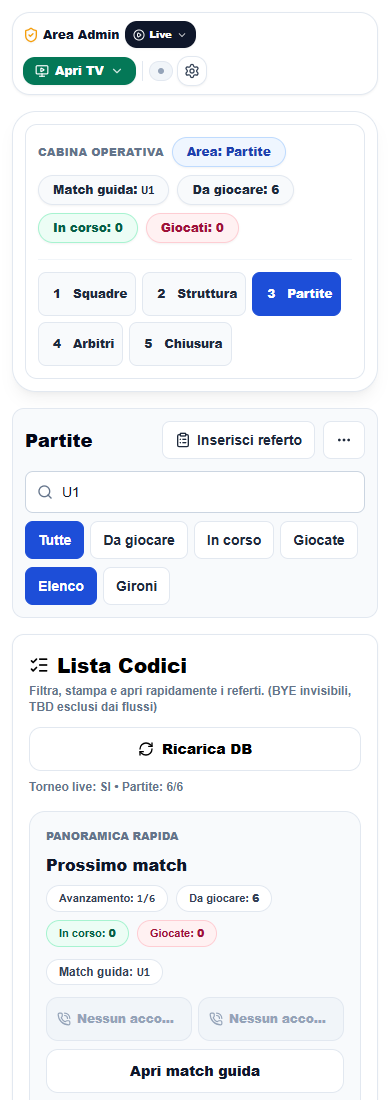 Area Admin Live
Apri TV
CABINA OPERATIVA Area: Partite
Match guida: U1 Da giocare: 6
In corso: 0 Giocati: 0
1 Squadre 2 Struttura 3 Partite
4 Arbitri 5 Chiusura
Partite Inserisci referto ...
U1
Tutte Da giocare In corso Giocate
Elenco Gironi
Lista Codici
Filtra, stampa e apri rapidamente i referti. (BYE invisibili,
TBD esclusi dai flussi)
Ricarica DB
Torneo live: SI • Partite: 6/6
PANORAMICA RAPIDA
Prossimo match
Avanzamento: 1/6 Da giocare: 6
In corso: 0 Giocate: 0
Match guida: U1
Nessun acco... Nessun acco...
Apri match guida